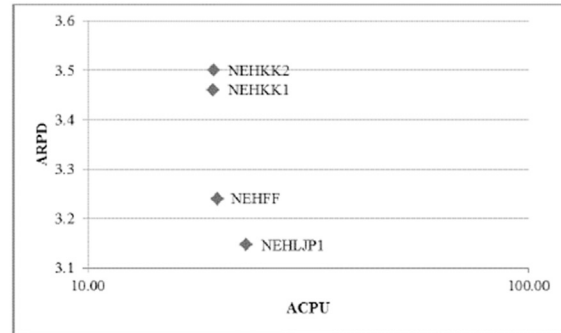 3.6
3.5
3.4
3.3
3.2
3.1
ARPD
NEHKK2
NEHKK1
NEHFF
NEHLJP1
10.00
100.00
ACPU